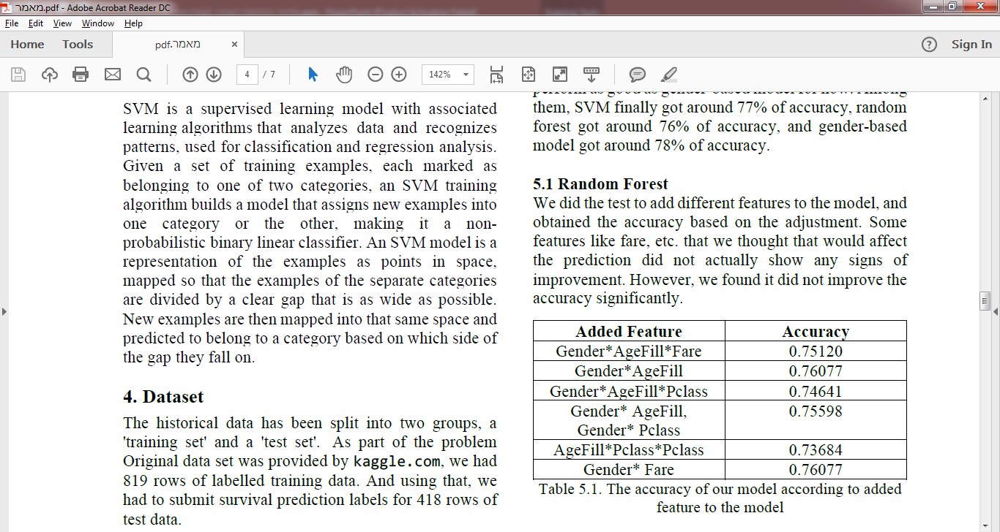 מאמר.pdf - Adobe Acrobat Reader DC
File Edit View Window Help
Home Tools
מאמר.pdf ×
? Sign In
4 / 7
142%
SVM is a supervised learning model with associated
learning algorithms that analyzes data and recognizes
patterns, used for classification and regression analysis.
Given a set of training examples, each marked as
belonging to one of two categories, an SVM training
algorithm builds a model that assigns new examples into
one category or the other, making it a non-
probabilistic binary linear classifier. An SVM model is a
representation of the examples as points in space,
mapped so that the examples of the separate categories
are divided by a clear gap that is as wide as possible.
New examples are then mapped into that same space and
predicted to belong to a category based on which side of
the gap they fall on.
4. Dataset
The historical data has been split into two groups, a
'training set' and a 'test set'. As part of the problem
Original data set was provided by kaggle.com, we had
819 rows of labelled training data. And using that, we
had to submit survival prediction labels for 418 rows of
test data.
perform as good as gender-based model for now. Among
them, SVM finally got around 77% of accuracy, random
forest got around 76% of accuracy, and gender-based
model got around 78% of accuracy.
5.1 Random Forest
We did the test to add different features to the model, and
obtained the accuracy based on the adjustment. Some
features like fare, etc. that we thought that would affect
the prediction did not actually show any signs of
improvement. However, we found it did not improve the
accuracy significantly.
Added Feature Accuracy
Gender*AgeFill*Fare 0.75120
Gender*AgeFill 0.76077
Gender*AgeFill*Pclass 0.74641
Gender* AgeFill, 0.75598
Gender* Pclass
AgeFill*Pclass*Pclass 0.73684
Gender* Fare 0.76077
Table 5.1. The accuracy of our model according to added
feature to the model